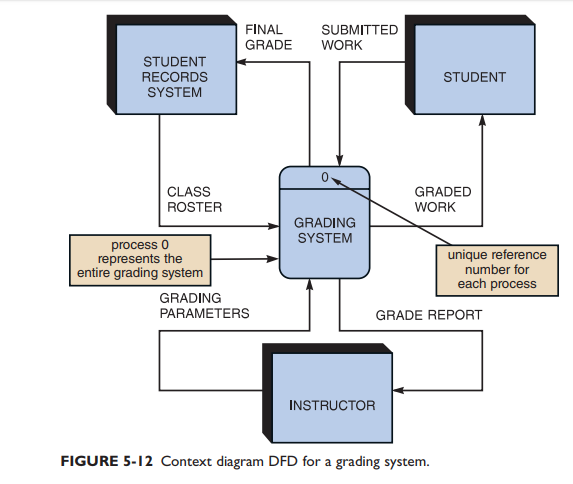 FINAL
GRADE
SUBMITTED
WORK
STUDENT
RECORDS
SYSTEM
STUDENT
0
CLASS
ROSTER
GRADED
WORK
GRADING
SYSTEM
process 0
represents the
entire grading system
unique reference
number for
each process
GRADING
PARAMETERS
GRADE REPORT
INSTRUCTOR
FIGURE 5-12 Context diagram DFD for a grading system.